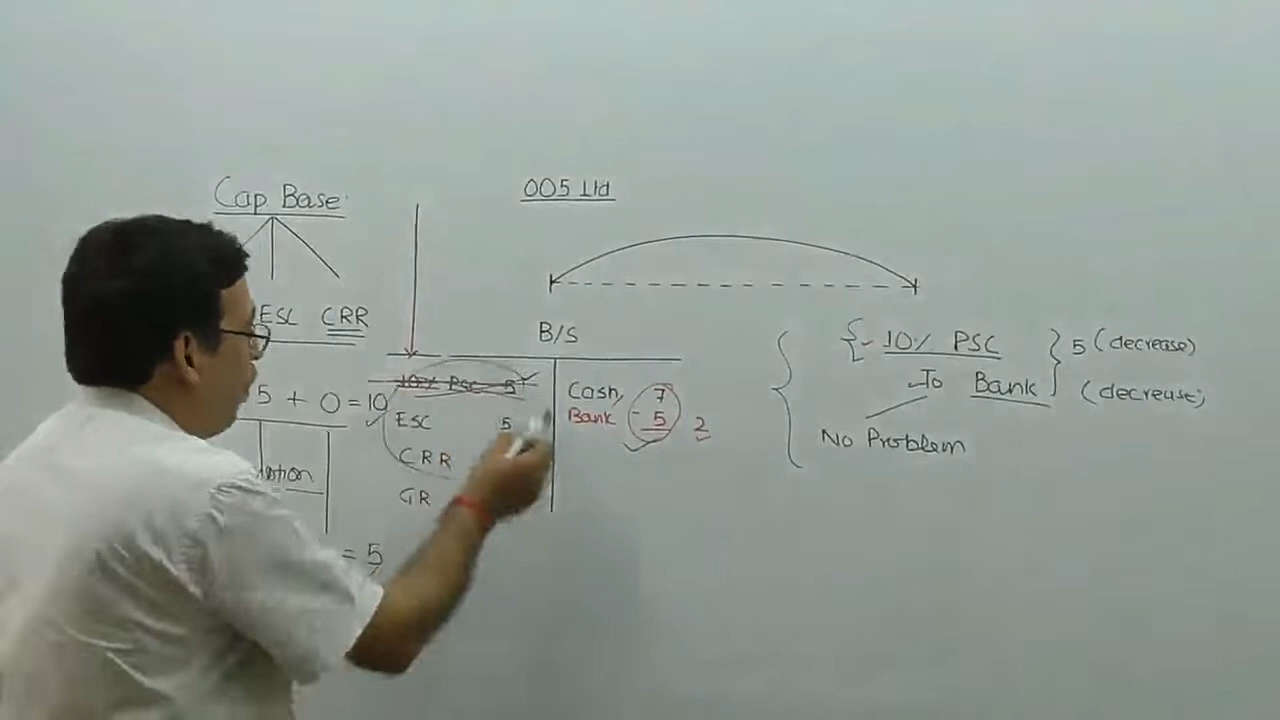 Cap Base
005 Ltd
ESC CRR
5 + 0 = 10
= 5
B/S
10% PSC 5
ESC 5
CRR
GR
Cash 7
Bank - 5 2
- 10% PSC 5 (decrease)
To Bank (decrease)
No Problem